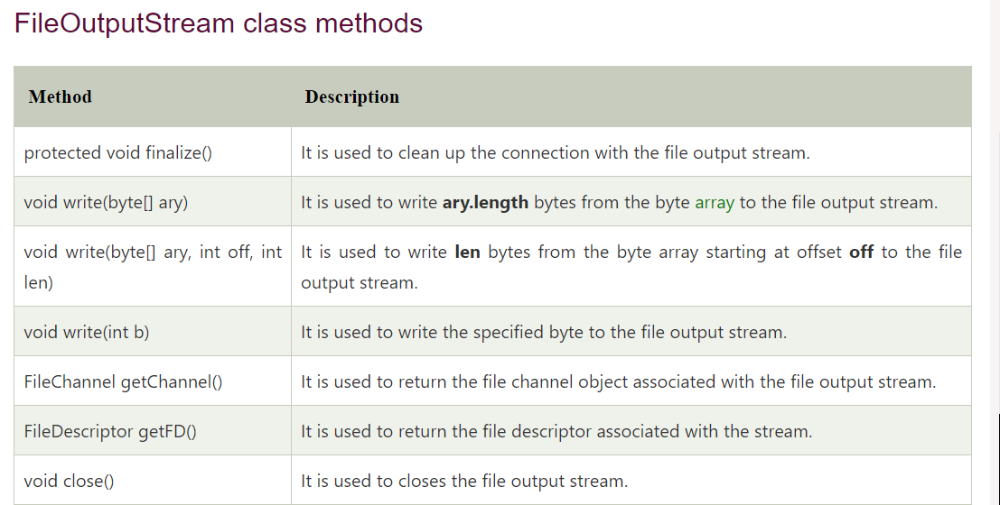 FileOutputStream class methods
Method Description
protected void finalize() It is used to clean up the connection with the file output stream.
void write(byte[] ary) It is used to write ary.length bytes from the byte array to the file output stream.
void write(byte[] ary, int off, int It is used to write len bytes from the byte array starting at offset off to the file
len) output stream.
void write(int b) It is used to write the specified byte to the file output stream.
FileChannel getChannel() It is used to return the file channel object associated with the file output stream.
FileDescriptor getFD() It is used to return the file descriptor associated with the stream.
void close() It is used to closes the file output stream.